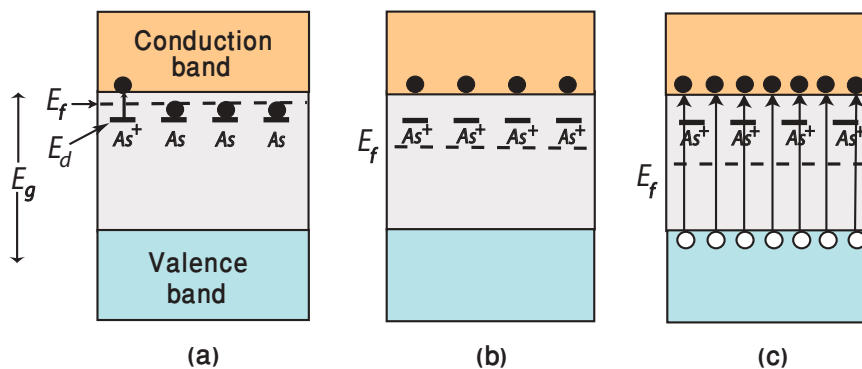 Conduction
band
E_f
E_d
As⁺ As As As
E_g
Valence
band
(a)
As⁺ As⁺ As⁺ As⁺
E_f
(b)
As⁺ As⁺ As⁺ As⁺
E_f
(c)